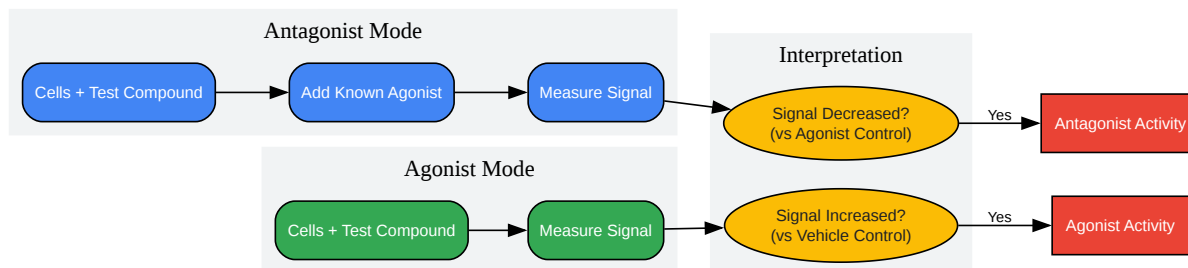 Antagonist Mode
Cells + Test Compound
Add Known Agonist
Measure Signal
Interpretation
Signal Decreased?
(vs Agonist Control)
Yes
Antagonist Activity
Agonist Mode
Cells + Test Compound
Measure Signal
Signal Increased?
(vs Vehicle Control)
Yes
Agonist Activity